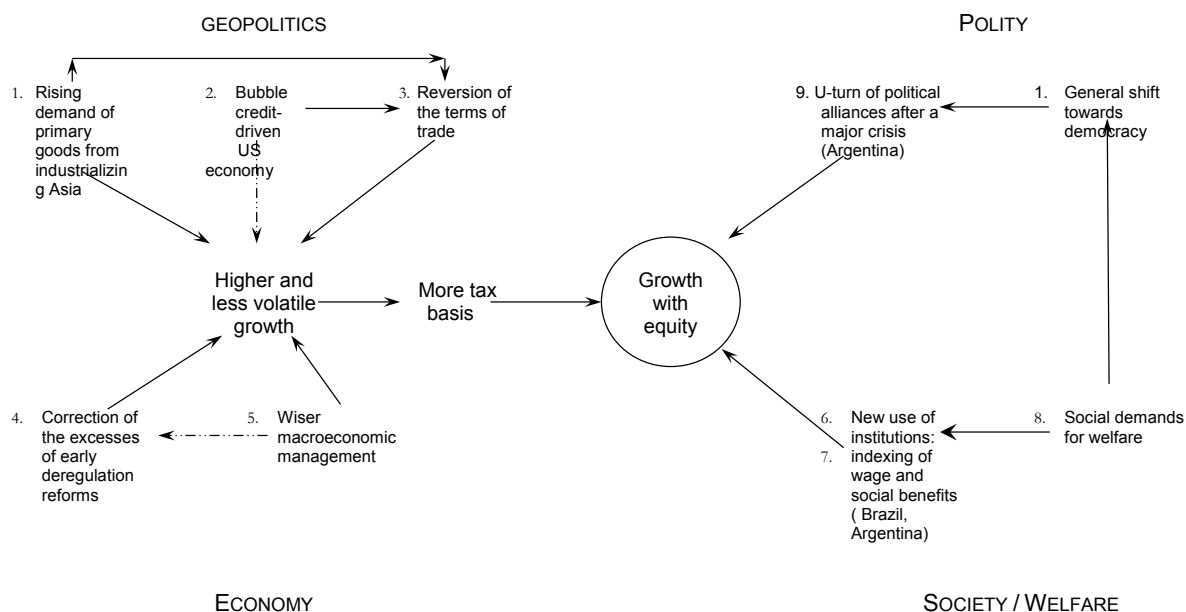 GEOPOLITICS
POLITY
1. Rising
demand of
primary
goods from
industrializin
g Asia
2. Bubble
credit-
driven
US
economy
3. Reversion of
the terms of
trade
9. U-turn of political
alliances after a
major crisis
(Argentina)
1. General shift
towards
democracy
Higher and
less volatile
growth
More tax
basis
Growth
with
equity
4. Correction of
the excesses
of early
deregulation
reforms
5. Wiser
macroeconomic
management
6. New use of
institutions:
7. indexing of
wage and
social benefits
( Brazil,
Argentina)
8. Social demands
for welfare
ECONOMY
SOCIETY / WELFARE